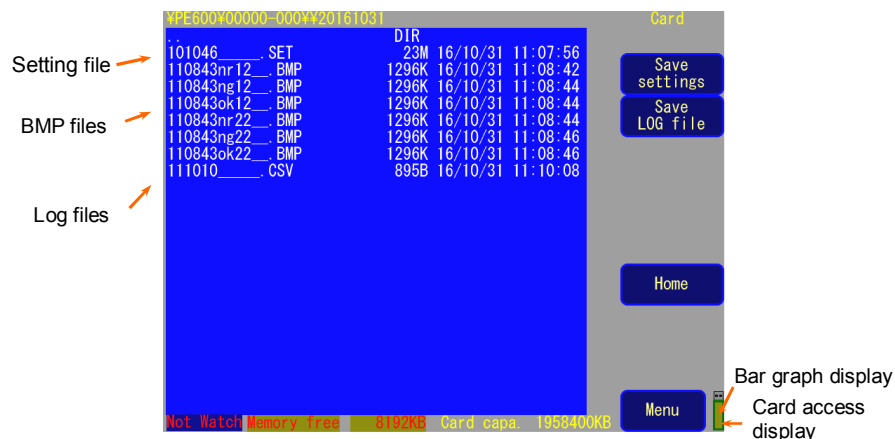 ¥PE600¥00000-000¥¥20161031
Card
.. DIR
101046_____.SET 23M 16/10/31 11:07:56
110843nr12__.BMP 1296K 16/10/31 11:08:42
110843ng12__.BMP 1296K 16/10/31 11:08:44
110843ok12__.BMP 1296K 16/10/31 11:08:44
110843nr22__.BMP 1296K 16/10/31 11:08:44
110843ng22__.BMP 1296K 16/10/31 11:08:46
110843ok22__.BMP 1296K 16/10/31 11:08:46
111010_____.CSV 895B 16/10/31 11:10:08
Setting file
BMP files
Log files
Save
settings
Save
LOG file
Home
Menu
Bar graph display
Card access
display
Not Watch Memory free 8192KB Card capa. 1958400KB